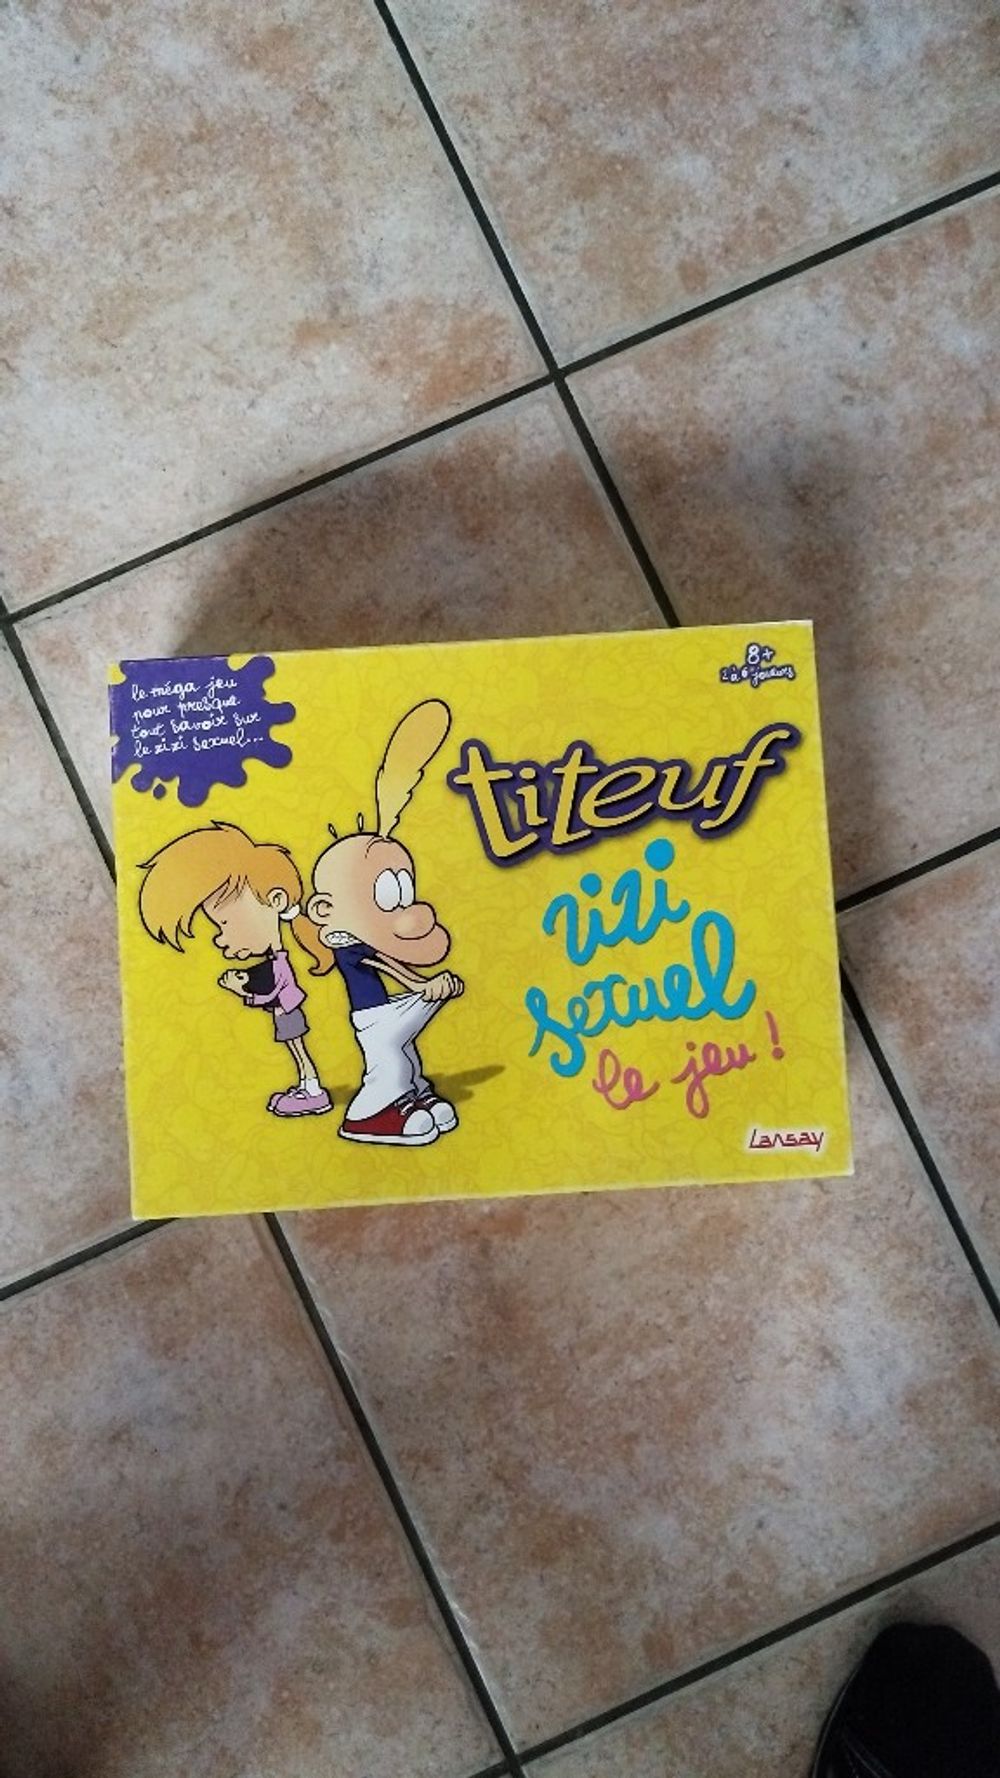 le méga jeu
pour presque
tout savoir sur
le zizi sexuel...
8+
2 à 6 joueurs
titeuf
zizi
sexuel
le jeu !
Lansay